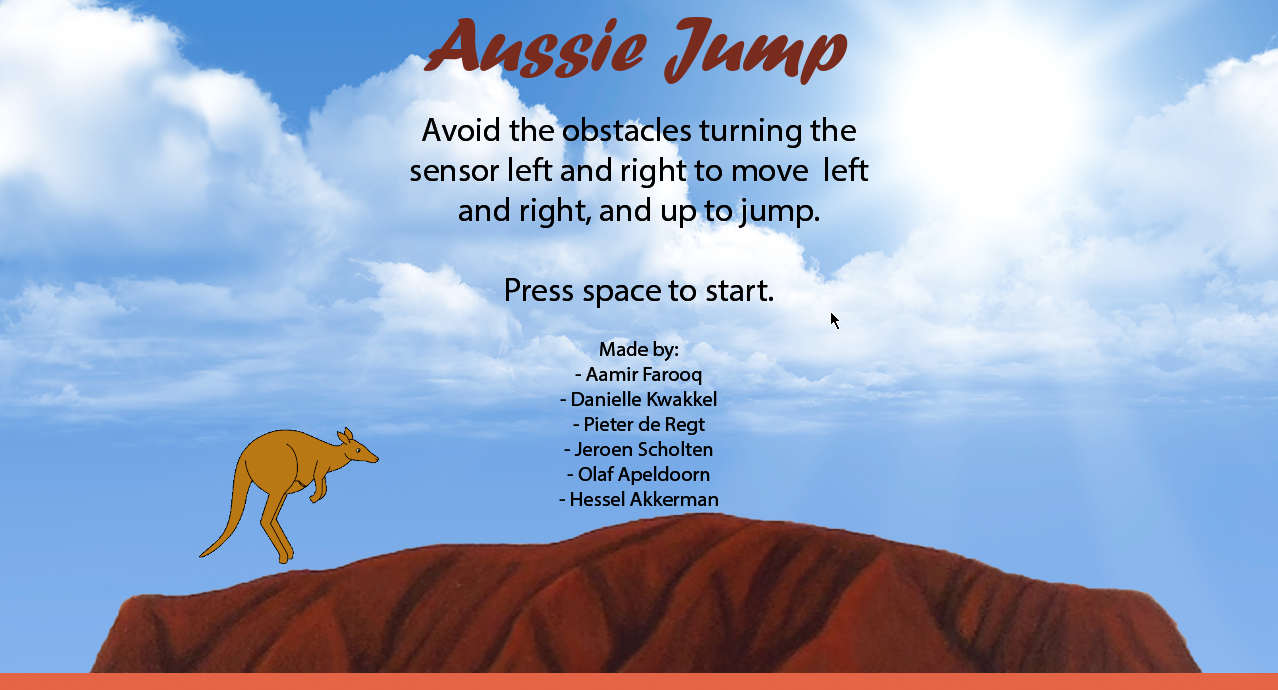 Aussie Jump
Avoid the obstacles turning the
sensor left and right to move  left
and right, and up to jump.
Press space to start.
Made by:
- Aamir Farooq
- Danielle Kwakkel
- Pieter de Regt
- Jeroen Scholten
- Olaf Apeldoorn
- Hessel Akkerman